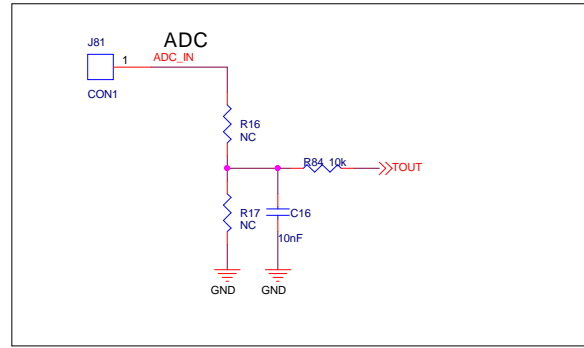 J81
ADC
1
ADC_IN
CON1
R16
NC
R84 10k
TOUT
R17
NC
C16
10nF
GND
GND